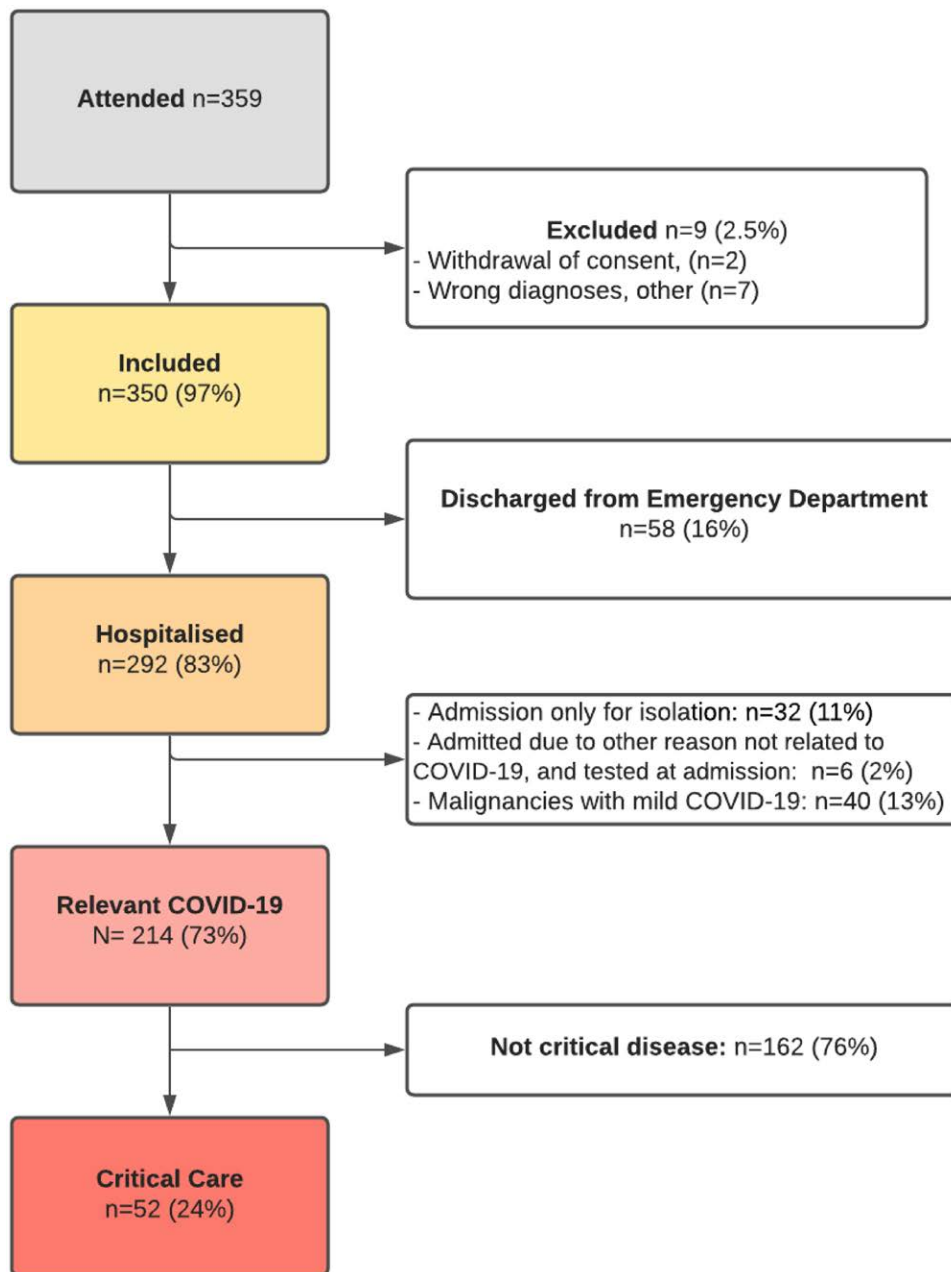 Attended n=359
Excluded n=9 (2.5%)
- Withdrawal of consent, (n=2)
- Wrong diagnoses, other (n=7)
Included
n=350 (97%)
Discharged from Emergency Department
n=58 (16%)
Hospitalised
n=292 (83%)
- Admission only for isolation: n=32 (11%)
- Admitted due to other reason not related to
COVID-19, and tested at admission:  n=6 (2%)
- Malignancies with mild COVID-19: n=40 (13%)
Relevant COVID-19
N= 214 (73%)
Not critical disease: n=162 (76%)
Critical Care
n=52 (24%)